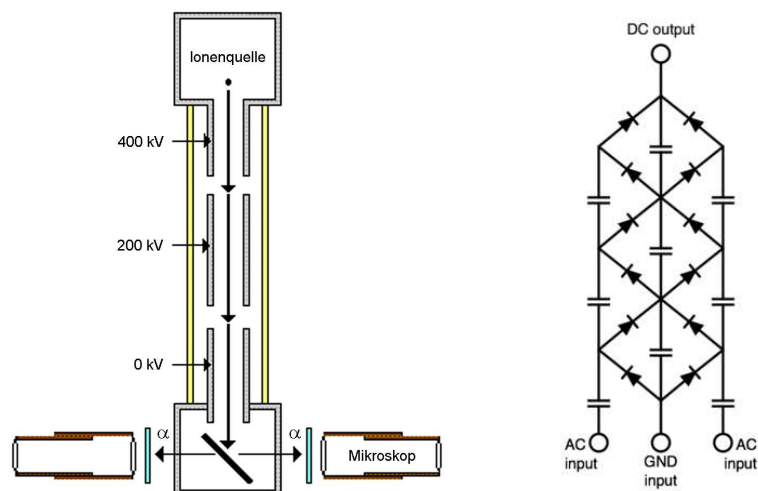 Ionenquelle
400 kV
200 kV
0 kV
α
α
Mikroskop
DC output
AC
input
GND
input
AC
input